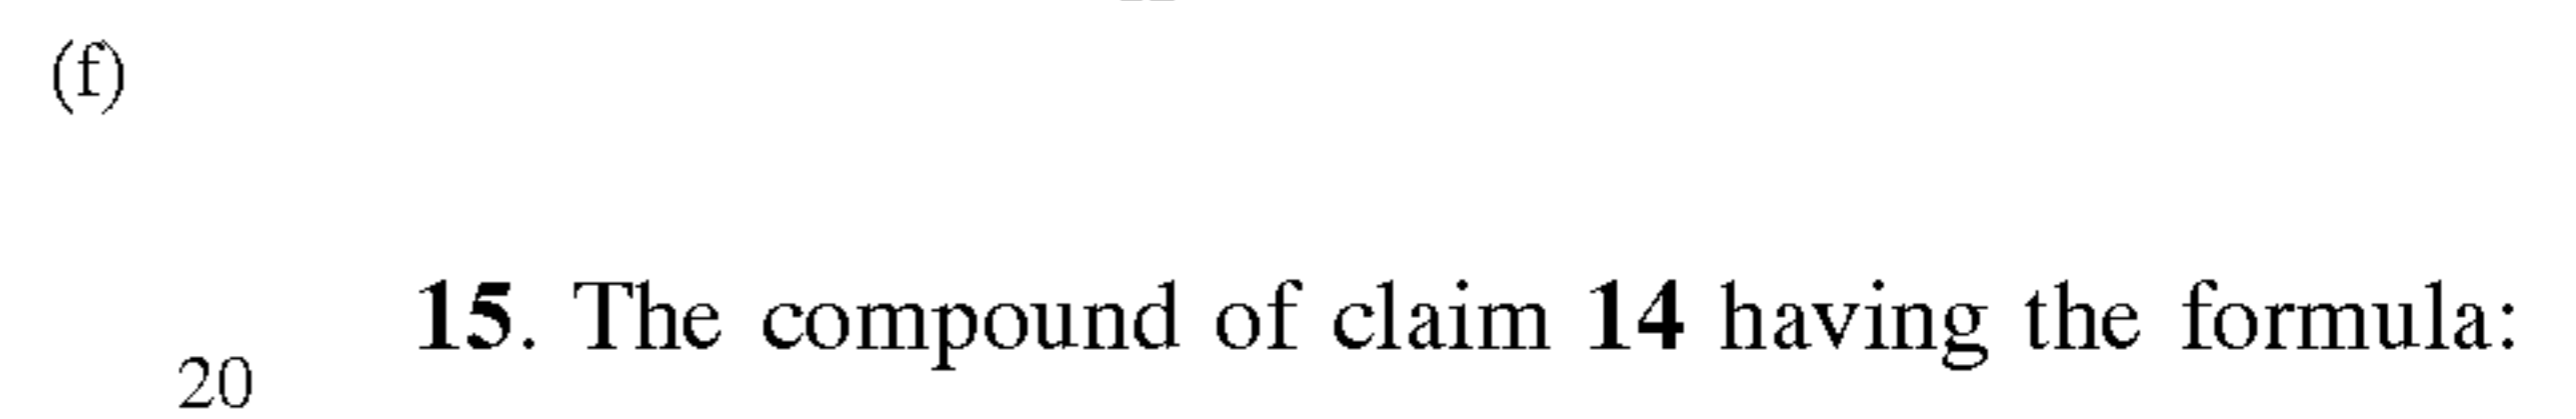 (f)
15. The compound of claim 14 having the formula:
20